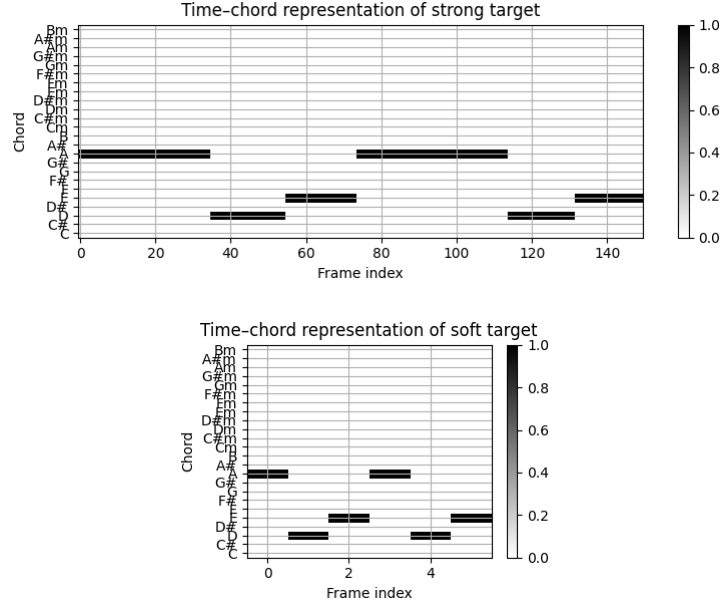 Time–chord representation of strong target
Bm
A#m
Am
G#m
Gm
F#m
Fm
Em
D#m
Dm
C#m
Cm
B
A#
A
G#
G
F#
F
E
D#
D
C#
C
Chord
0 20 40 60 80 100 120 140
Frame index
1.0
0.8
0.6
0.4
0.2
0.0
Time–chord representation of soft target
Bm
A#m
Am
G#m
Gm
F#m
Fm
Em
D#m
Dm
C#m
Cm
B
A#
A
G#
G
F#
F
E
D#
D
C#
C
Chord
0 2 4
Frame index
1.0
0.8
0.6
0.4
0.2
0.0